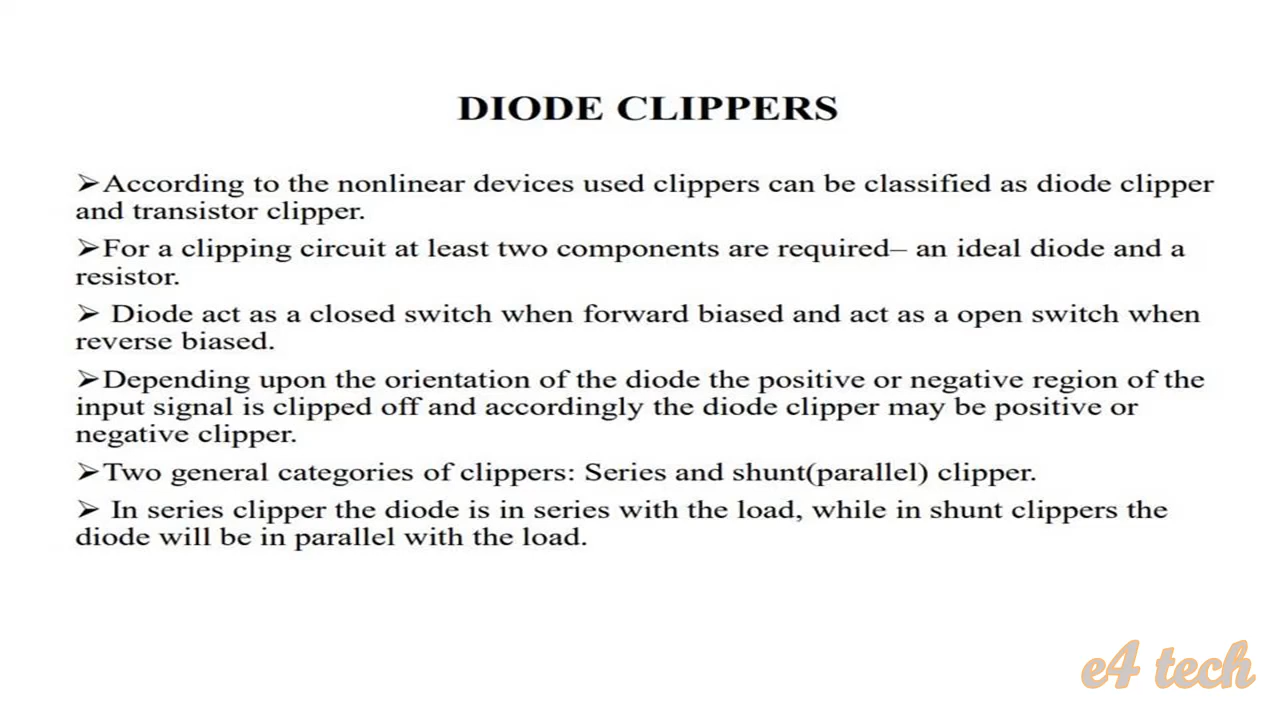 DIODE CLIPPERS
➢According to the nonlinear devices used clippers can be classified as diode clipper
and transistor clipper.
➢For a clipping circuit at least two components are required– an ideal diode and a
resistor.
➢ Diode act as a closed switch when forward biased and act as a open switch when
reverse biased.
➢Depending upon the orientation of the diode the positive or negative region of the
input signal is clipped off and accordingly the diode clipper may be positive or
negative clipper.
➢Two general categories of clippers: Series and shunt(parallel) clipper.
➢ In series clipper the diode is in series with the load, while in shunt clippers the
diode will be in parallel with the load.
e4 tech